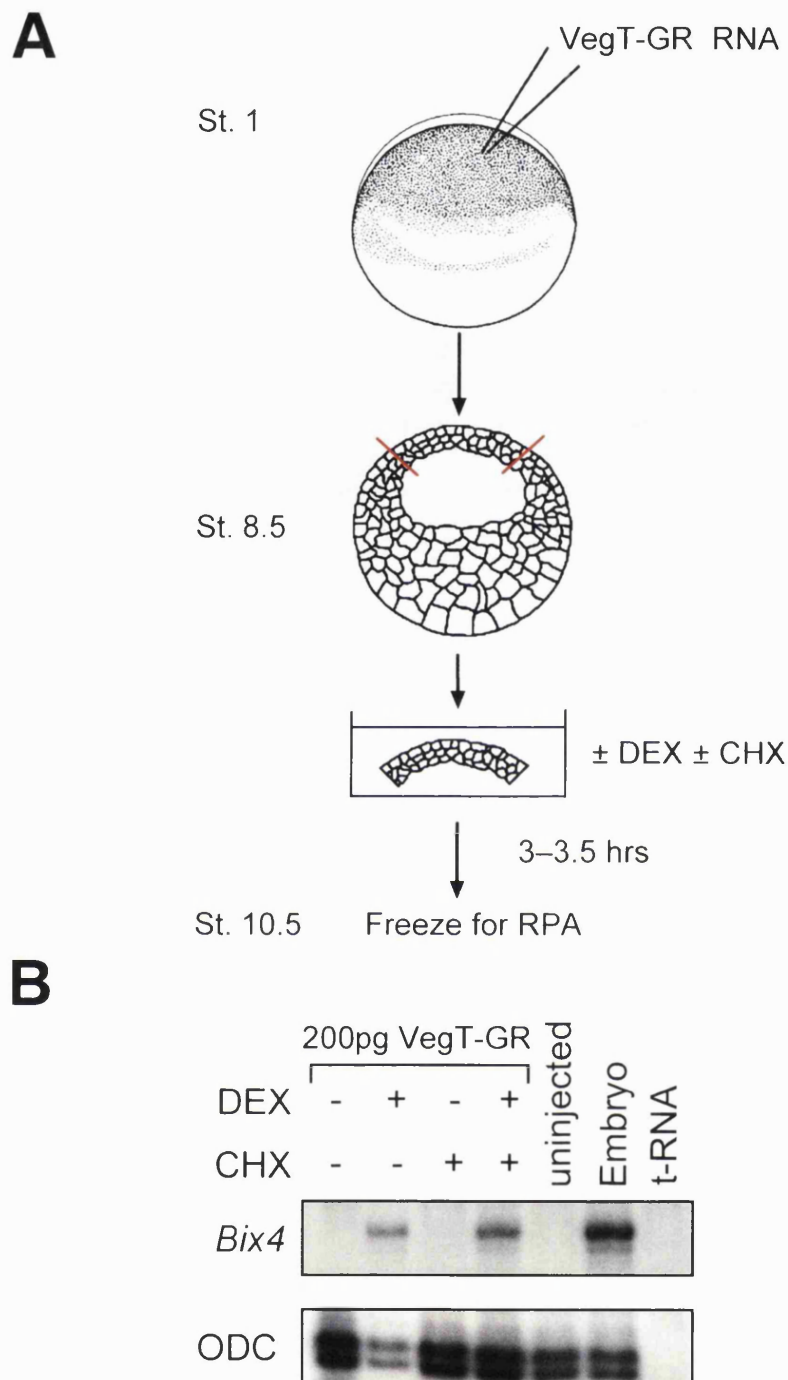 A
VegT-GR RNA
St. 1
St. 8.5
± DEX ± CHX
3–3.5 hrs
St. 10.5 Freeze for RPA
B
200pg VegT-GR
uninjected
Embryo
t-RNA
DEX - + - +
CHX - - + +
Bix4
ODC